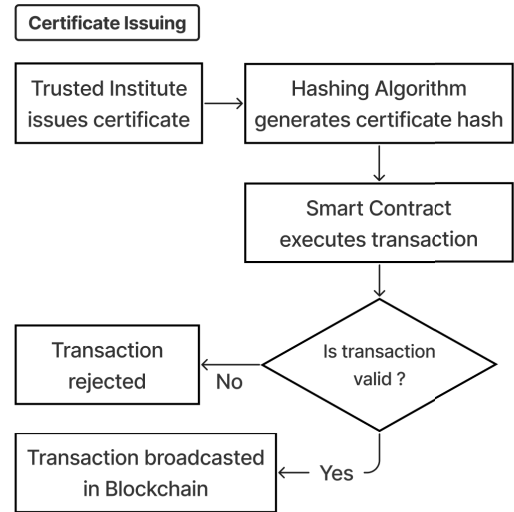 Certificate Issuing
Trusted Institute
issues certificate
Hashing Algorithm
generates certificate hash
Smart Contract
executes transaction
Is transaction
valid ?
No
Transaction
rejected
Yes
Transaction broadcasted
in Blockchain